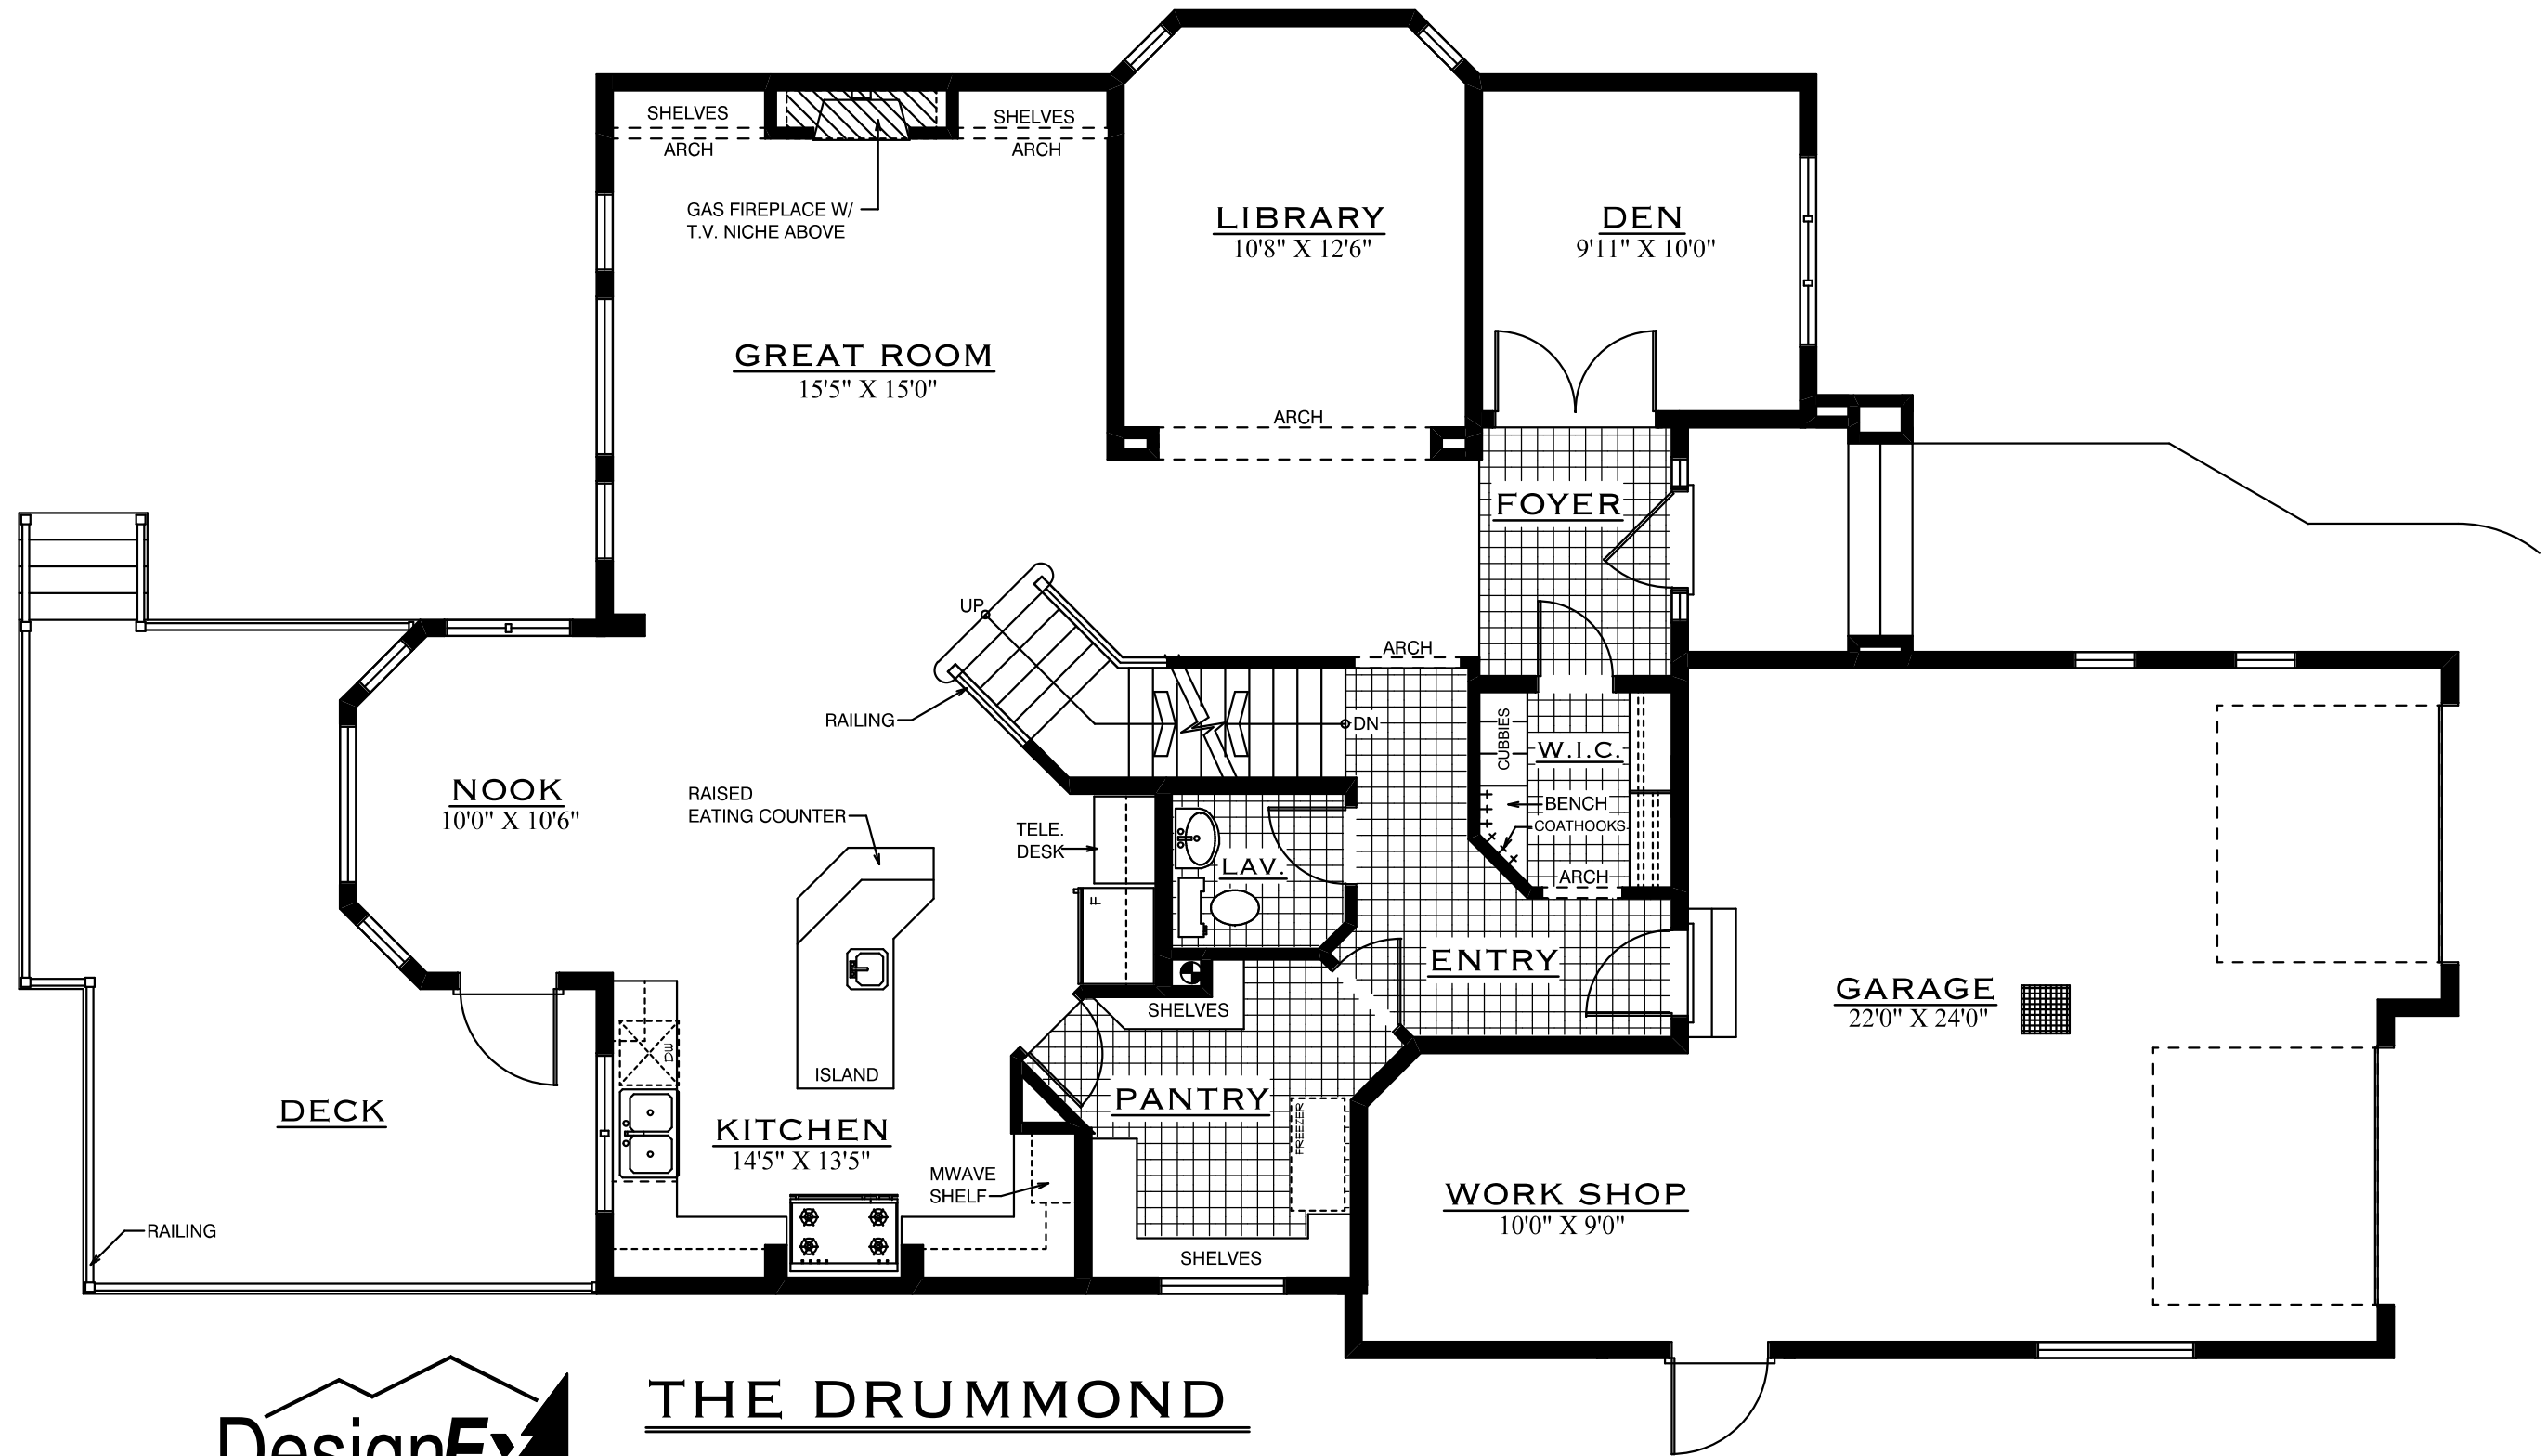 SHELVES
ARCH
SHELVES
ARCH
GAS FIREPLACE W/
T.V. NICHE ABOVE
LIBRARY
10'8" X 12'6"
DEN
9'11" X 10'0"
GREAT ROOM
15'5" X 15'0"
ARCH
FOYER
UP
ARCH
RAILING
DN
CUBBIES
W.I.C.
NOOK
10'0" X 10'6"
RAISED
EATING COUNTER
TELE.
DESK
BENCH
COATHOOKS
LAV.
ARCH
F
ENTRY
GARAGE
22'0" X 24'0"
SHELVES
DW
ISLAND
DECK
PANTRY
FREEZER
KITCHEN
14'5" X 13'5"
MWAVE
SHELF
WORK SHOP
10'0" X 9'0"
RAILING
SHELVES
THE DRUMMOND
DesignEx